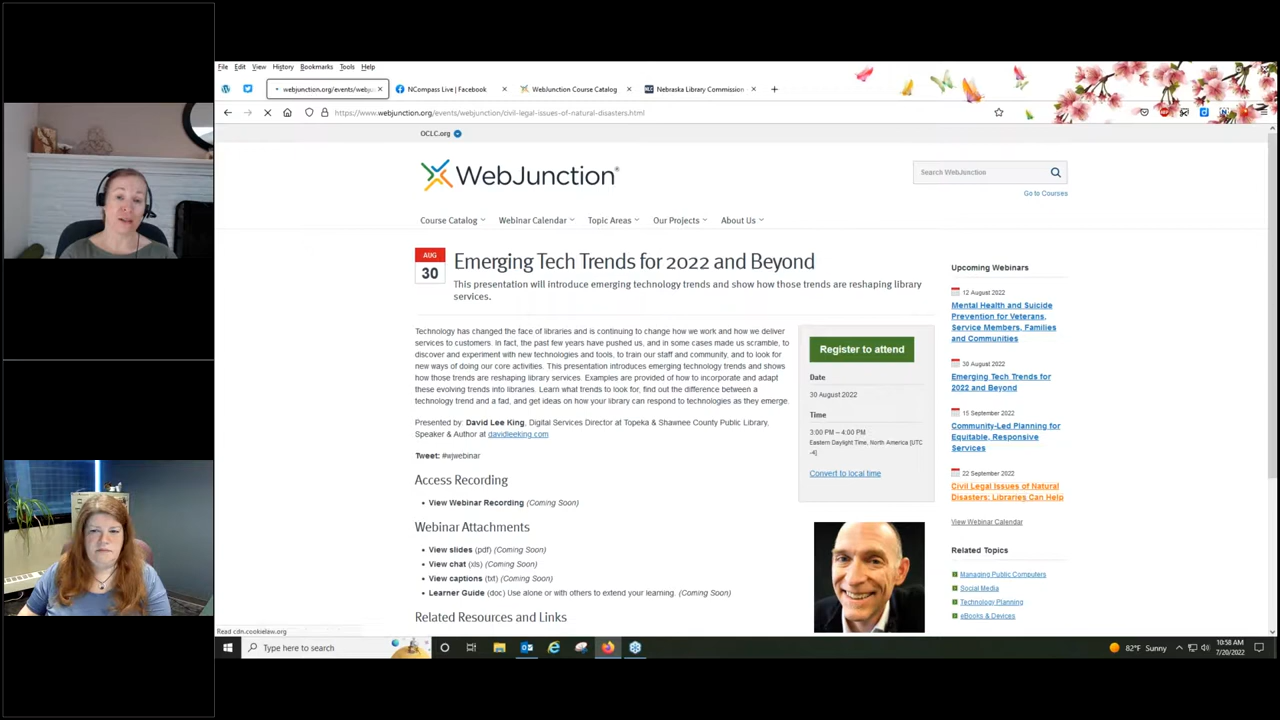 File Edit View History Bookmarks Tools Help
webjunction.org/events/webju × NCompass Live | Facebook × WebJunction Course Catalog × Nebraska Library Commission × +
https://www.webjunction.org/events/webjunction/civil-legal-issues-of-natural-disasters.html
OCLC.org
WebJunction®
Search WebJunction
Go to Courses
Course Catalog Webinar Calendar Topic Areas Our Projects About Us
AUG
30
Emerging Tech Trends for 2022 and Beyond
This presentation will introduce emerging technology trends and show how those trends are reshaping library
services.
Technology has changed the face of libraries and is continuing to change how we work and how we deliver
services to customers. In fact, the past few years have pushed us, and in some cases made us scramble, to
discover and experiment with new technologies and tools, to train our staff and community, and to look for
new ways of doing our core activities. This presentation introduces emerging technology trends and shows
how those trends are reshaping library services. Examples are provided of how to incorporate and adapt
these evolving trends into libraries. Learn what trends to look for, find out the difference between a
technology trend and a fad, and get ideas on how your library can respond to technologies as they emerge.
Presented by: David Lee King, Digital Services Director at Topeka & Shawnee County Public Library.
Speaker & Author at davidleeking.com
Tweet: #wjwebinar
Access Recording
• View Webinar Recording (Coming Soon)
Webinar Attachments
• View slides (pdf) (Coming Soon)
• View chat (xls) (Coming Soon)
• View captions (txt) (Coming Soon)
• Learner Guide (doc) Use alone or with others to extend your learning. (Coming Soon)
Related Resources and Links
Register to attend
Date
30 August 2022
Time
3:00 PM – 4:00 PM
Eastern Daylight Time, North America [UTC
-4]
Convert to local time
Upcoming Webinars
12 August 2022
Mental Health and Suicide
Prevention for Veterans,
Service Members, Families
and Communities
30 August 2022
Emerging Tech Trends for
2022 and Beyond
15 September 2022
Community-Led Planning for
Equitable, Responsive
Services
22 September 2022
Civil Legal Issues of Natural
Disasters: Libraries Can Help
View Webinar Calendar
Related Topics
Managing Public Computers
Social Media
Technology Planning
eBooks & Devices
Read cdn.cookielaw.org
Type here to search
82°F Sunny
10:58 AM
7/20/2022